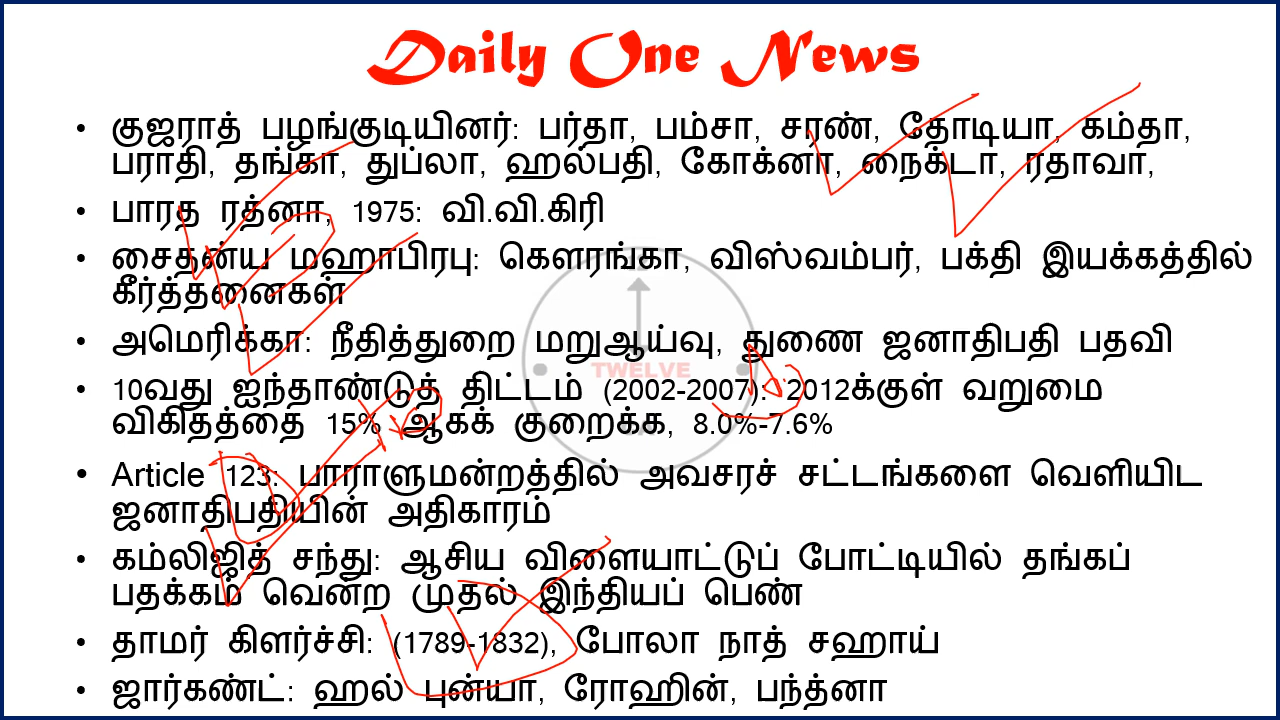 Daily One News
• குஜராத் பழங்குடியினர்: பர்தா, பம்சா, சரண், தோடியா, கம்தா,
பராதி, தங்கா, துப்லா, ஹல்பதி, கோக்னா, நைக்டா, ரதாவா,
• பாரத ரத்னா, 1975: வி.வி.கிரி
• சைதன்ய மஹாபிரபு: கௌரங்கா, விஸ்வம்பர், பக்தி இயக்கத்தில்
கீர்த்தனைகள்
• அமெரிக்கா: நீதித்துறை மறுஆய்வு, துணை ஜனாதிபதி பதவி
TWELVE
• 10வது ஐந்தாண்டுத் திட்டம் (2002-2007): 2012க்குள் வறுமை
விகிதத்தை 15% ஆகக் குறைக்க, 8.0%-7.6%
• Article 123: பாராளுமன்றத்தில் அவசரச் சட்டங்களை வெளியிட
ஜனாதிபதியின் அதிகாரம்
• கம்லிஜித் சந்து: ஆசிய விளையாட்டுப் போட்டியில் தங்கப்
பதக்கம் வென்ற முதல் இந்தியப் பெண்
• தாமர் கிளர்ச்சி: (1789-1832), போலா நாத் சஹாய்
• ஜார்கண்ட்: ஹல் புன்யா, ரோஹின், பந்த்னா